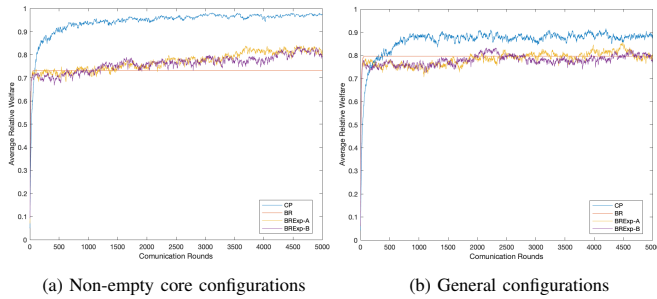 1
0.9
0.8
0.7
0.6
0.5
0.4
0.3
0.2
0.1
0
Average Relative Welfare
0 500 1000 1500 2000 2500 3000 3500 4000 4500 5000
Comunication Rounds
CP
BR
BRExp-A
BRExp-B
(a) Non-empty core configurations
1
0.9
0.8
0.7
0.6
0.5
0.4
0.3
0.2
0.1
0
Average Relative Welfare
0 500 1000 1500 2000 2500 3000 3500 4000 4500 5000
Comunication Rounds
CP
BR
BRExp-A
BRExp-B
(b) General configurations